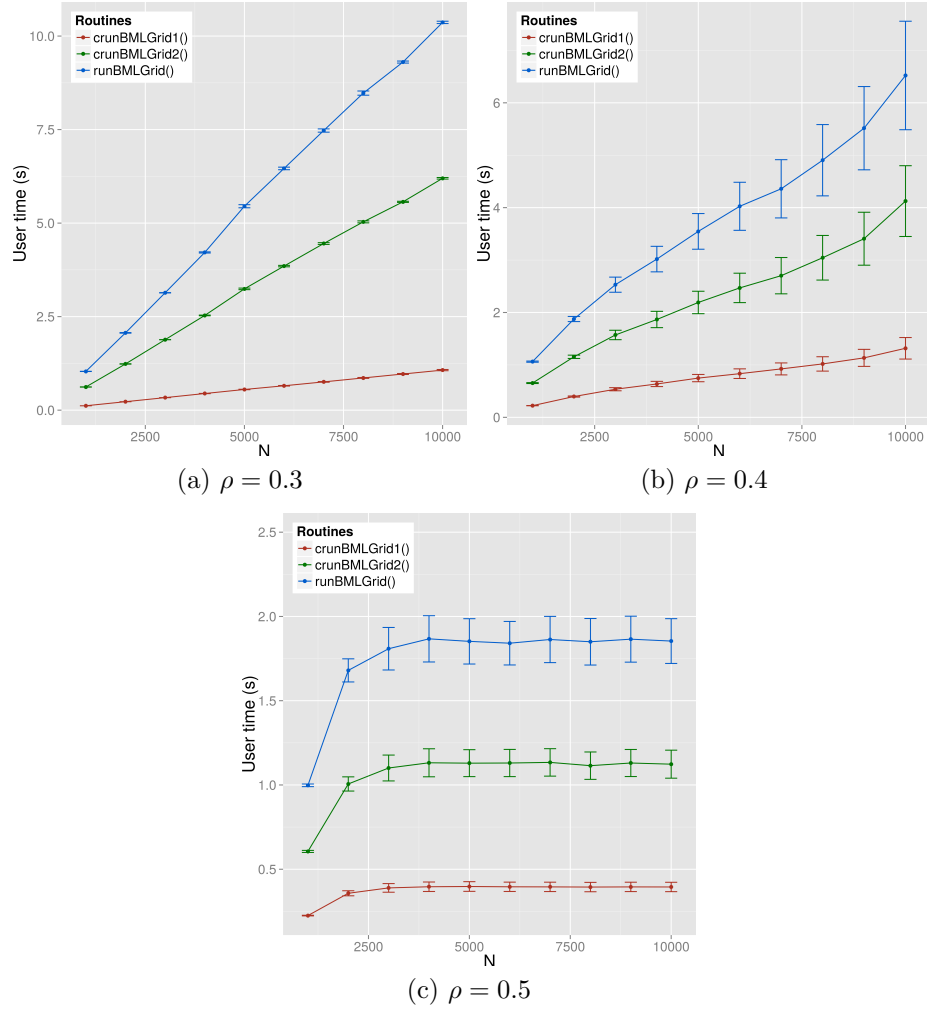 Routines
crunBMLGrid1()
crunBMLGrid2()
runBMLGrid()
10.0
7.5
5.0
2.5
0.0
User time (s)
2500
5000
7500
10000
N
(a) ρ = 0.3
Routines
crunBMLGrid1()
crunBMLGrid2()
runBMLGrid()
6
4
2
0
User time (s)
2500
5000
7500
10000
N
(b) ρ = 0.4
Routines
crunBMLGrid1()
crunBMLGrid2()
runBMLGrid()
2.5
2.0
1.5
1.0
0.5
User time (s)
2500
5000
7500
10000
N
(c) ρ = 0.5